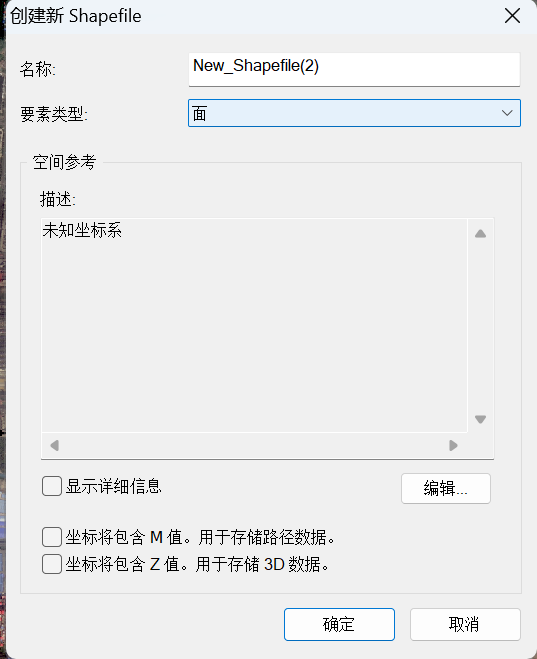 创建新 Shapefile
名称:
New_Shapefile(2)
要素类型:
面
空间参考
描述:
未知坐标系
显示详细信息
编辑...
坐标将包含 M 值。用于存储路径数据。
坐标将包含 Z 值。用于存储 3D 数据。
确定
取消